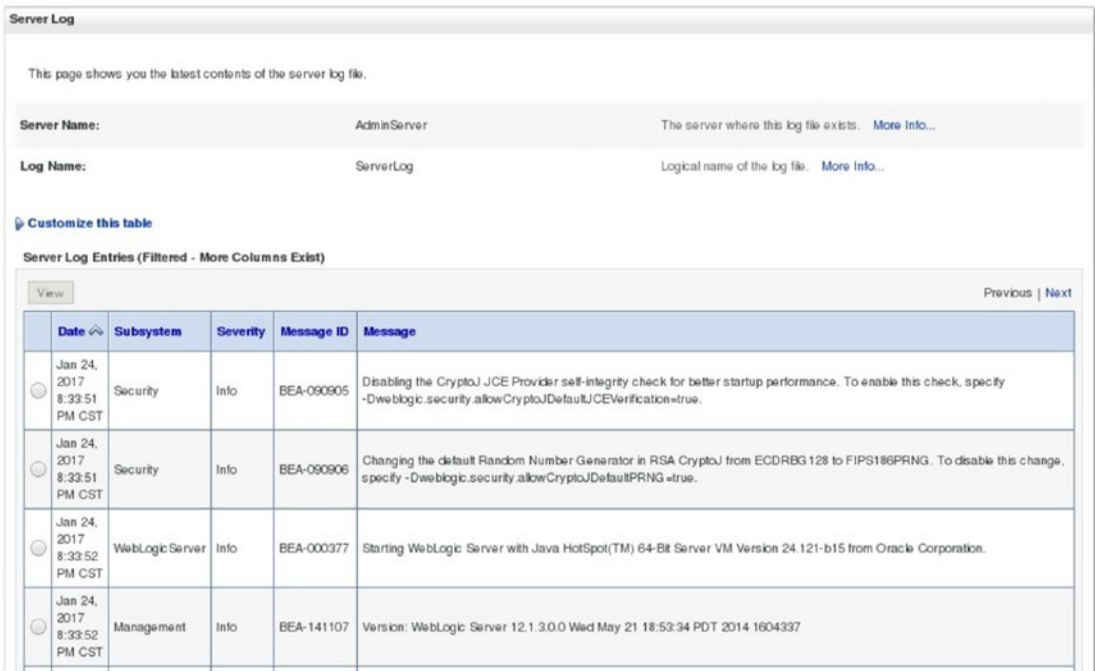 Server Log
This page shows you the latest contents of the server log file.
Server Name: AdminServer The server where this log file exists. More Info...
Log Name: ServerLog Logical name of the log file. More Info...
Customize this table
Server Log Entries (Filtered - More Columns Exist)
View Previous | Next
Date Subsystem Severity Message ID Message
Jan 24,
2017
8:33:51
PM CST
Security Info BEA-090905
Disabling the CryptoJ JCE Provider self-integrity check for better startup performance. To enable this check, specify
-Dweblogic.security.allowCryptoJDefaultJCEVerification=true.
Jan 24,
2017
8:33:51
PM CST
Security Info BEA-090906
Changing the default Random Number Generator in RSA CryptoJ from ECDRBG128 to FIPS186PRNG. To disable this change,
specify -Dweblogic.security.allowCryptoJDefaultPRNG=true.
Jan 24,
2017
8:33:52
PM CST
WebLogicServer Info BEA-000377 Starting WebLogic Server with Java HotSpot(TM) 64-Bit Server VM Version 24.121-b15 from Oracle Corporation.
Jan 24,
2017
8:33:52
PM CST
Management Info BEA-141107 Version: WebLogic Server 12.1.3.0.0 Wed May 21 18:53:34 PDT 2014 1604337